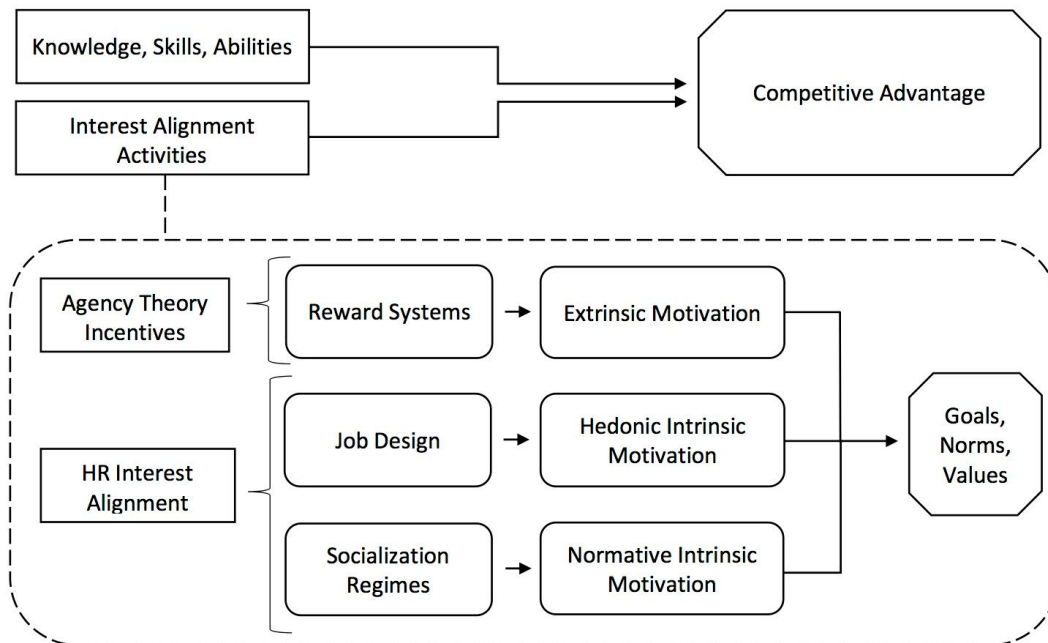 Knowledge, Skills, Abilities
Competitive Advantage
Interest Alignment
Activities
Agency Theory
Incentives
Reward Systems
Extrinsic Motivation
Job Design
Hedonic Intrinsic
Motivation
Goals,
Norms,
Values
HR Interest
Alignment
Socialization
Regimes
Normative Intrinsic
Motivation